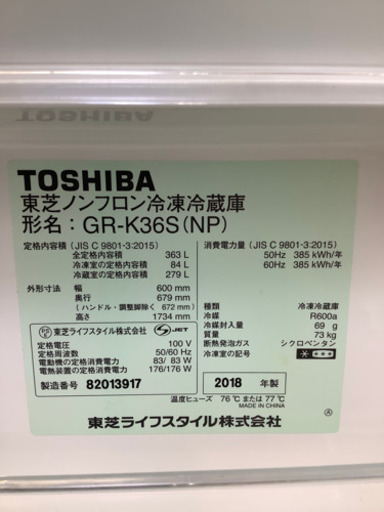 TOSHIBA
東芝ノンフロン冷凍冷蔵庫
形名：GR-K36S(NP)
定格内容積（JIS C 9801-3:2015）
全定格内容積 363 L
冷凍室の定格内容積 84 L
冷蔵室の定格内容積 279 L
外形寸法 幅 600 mm
奥行 679 mm
（ハンドル・調整脚除く 672 mm）
高さ 1734 mm
東芝ライフスタイル株式会社 S-JET
定格電圧 100 V
定格周波数 50/60 Hz
電動機の定格消費電力 83/ 83 W
電熱装置の定格消費電力 176/176 W
製造番号 82013917
消費電力量（JIS C 9801-3:2015）
50Hz 385 kWh/年
60Hz 385 kWh/年
種類 冷凍冷蔵庫
冷媒 R600a
冷媒封入量 69 g
質量 73 kg
断熱発泡ガス シクロペンタン
冷凍室の記号
2018 年製
温度ヒューズ 76℃ または 77℃
MADE IN CHINA
東芝ライフスタイル株式会社 Ⓐ